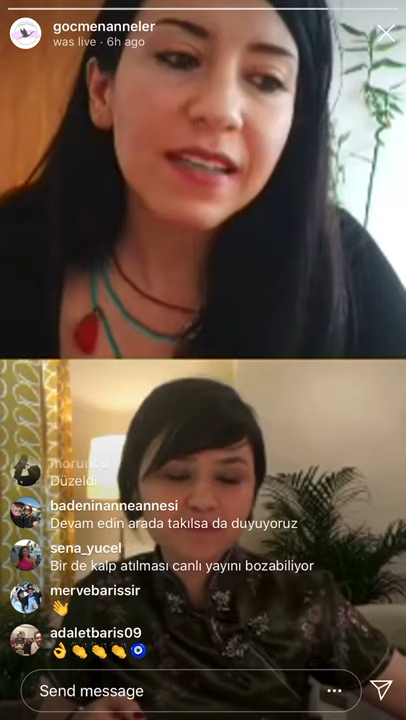 gocmenanneler
was live · 6h ago
morunca
Düzeldi
badeninanneannesi
Devam edin arada takılsa da duyuyoruz
sena_yucel
Bir de kalp atılması canlı yayını bozabiliyor
mervebarissir
👋
adaletbaris09
👌👏👏👏🧿
Send message